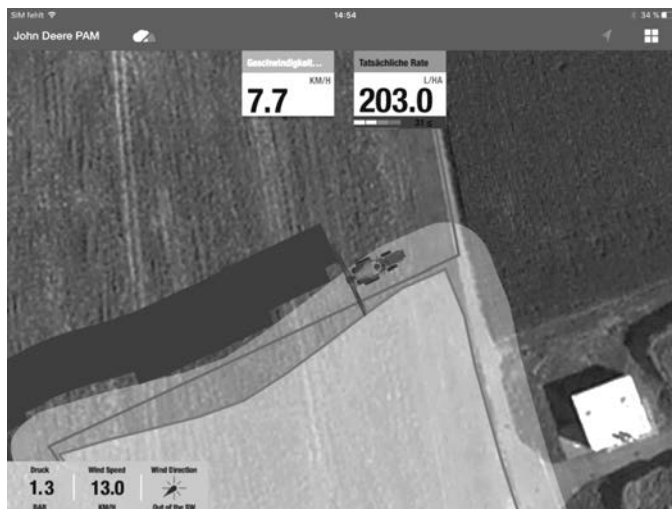 SIM fehlt
14:54
34 %
John Deere PAM
Geschwindigkeit...
KM/H
7.7
Tatsächliche Rate
L/HA
203.0
Druck
1.3
BAR
Wind Speed
13.0
KM/H
Wind Direction
Out of the SW